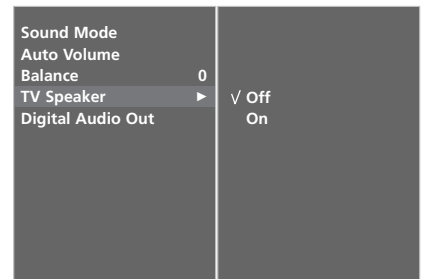 Sound Mode
Auto Volume
Balance 0
TV Speaker ►
Digital Audio Out
√ Off
On